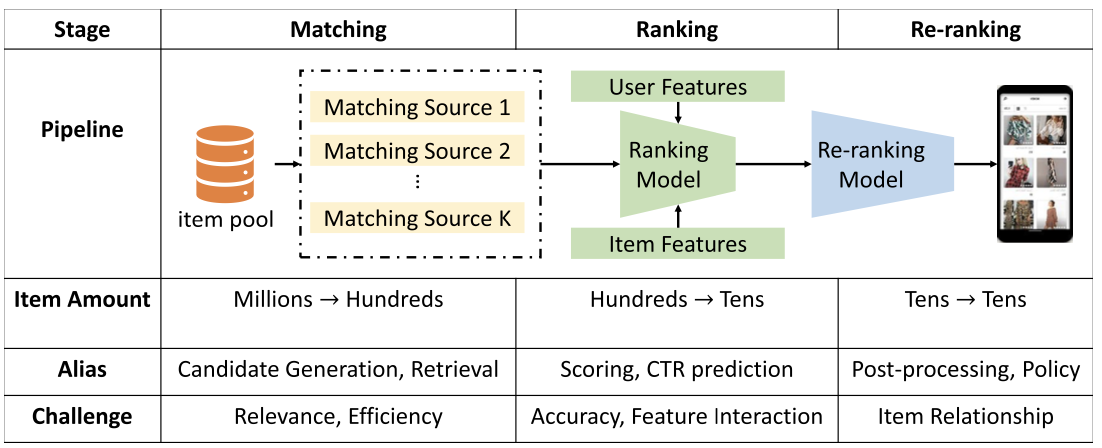 Stage Matching Ranking Re-ranking
Pipeline
item pool
Matching Source 1
Matching Source 2
⋮
Matching Source K
User Features
Ranking
Model
Item Features
Re-ranking
Model
Item Amount Millions → Hundreds Hundreds → Tens Tens → Tens
Alias Candidate Generation, Retrieval Scoring, CTR prediction Post-processing, Policy
Challenge Relevance, Efficiency Accuracy, Feature Interaction Item Relationship